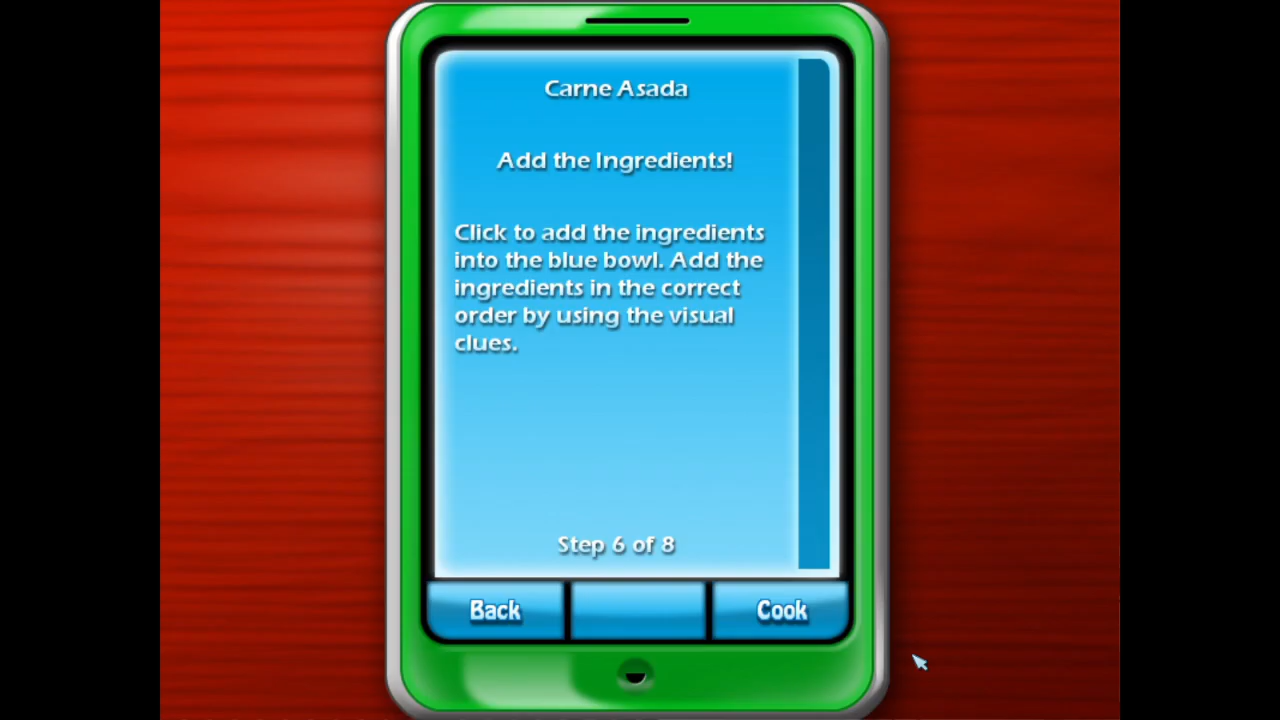 Carne Asada
Add the Ingredients!
Click to add the ingredients
into the blue bowl. Add the
ingredients in the correct
order by using the visual
clues.
Step 6 of 8
Back
Cook